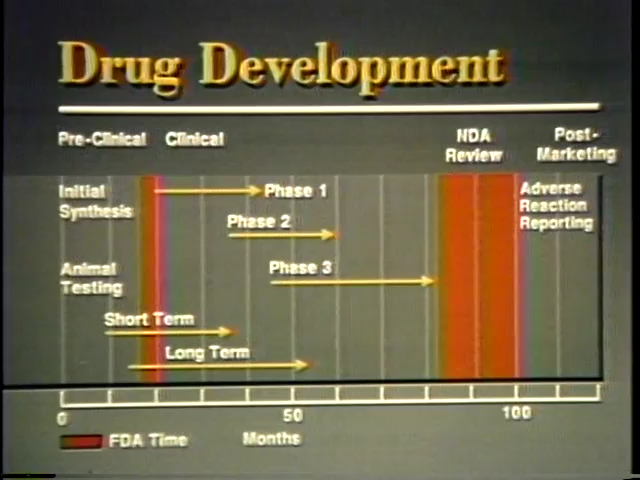 Drug Development
Pre-Clinical Clinical NDA Review Post-Marketing
Initial Synthesis
Phase 1
Adverse Reaction Reporting
Phase 2
Animal Testing
Phase 3
Short Term
Long Term
0 50 100
FDA Time Months